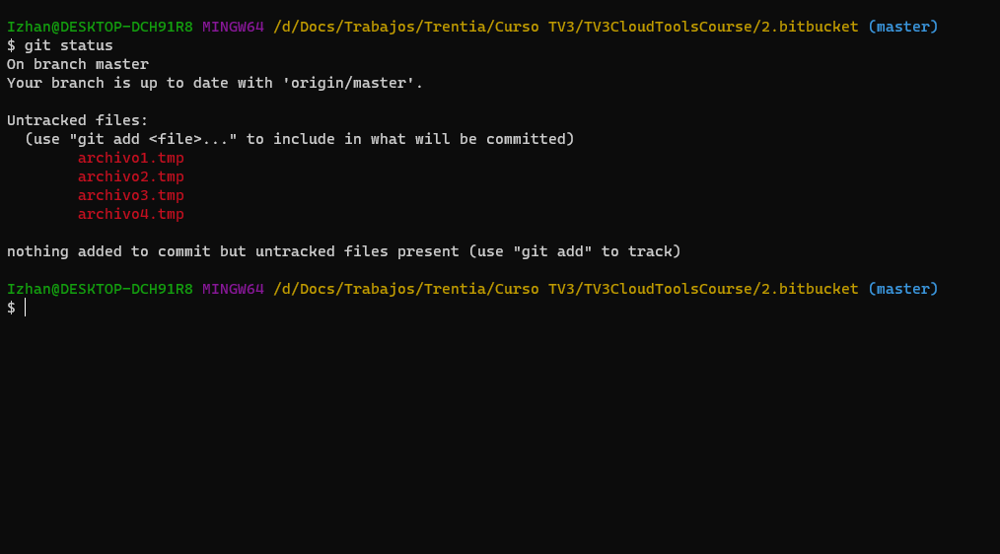 Izhan@DESKTOP-DCH91R8 MINGW64 /d/Docs/Trabajos/Trentia/Curso TV3/TV3CloudToolsCourse/2.bitbucket (master)
$ git status
On branch master
Your branch is up to date with 'origin/master'.
Untracked files:
  (use "git add <file>..." to include in what will be committed)
        archivo1.tmp
        archivo2.tmp
        archivo3.tmp
        archivo4.tmp
nothing added to commit but untracked files present (use "git add" to track)
Izhan@DESKTOP-DCH91R8 MINGW64 /d/Docs/Trabajos/Trentia/Curso TV3/TV3CloudToolsCourse/2.bitbucket (master)
$